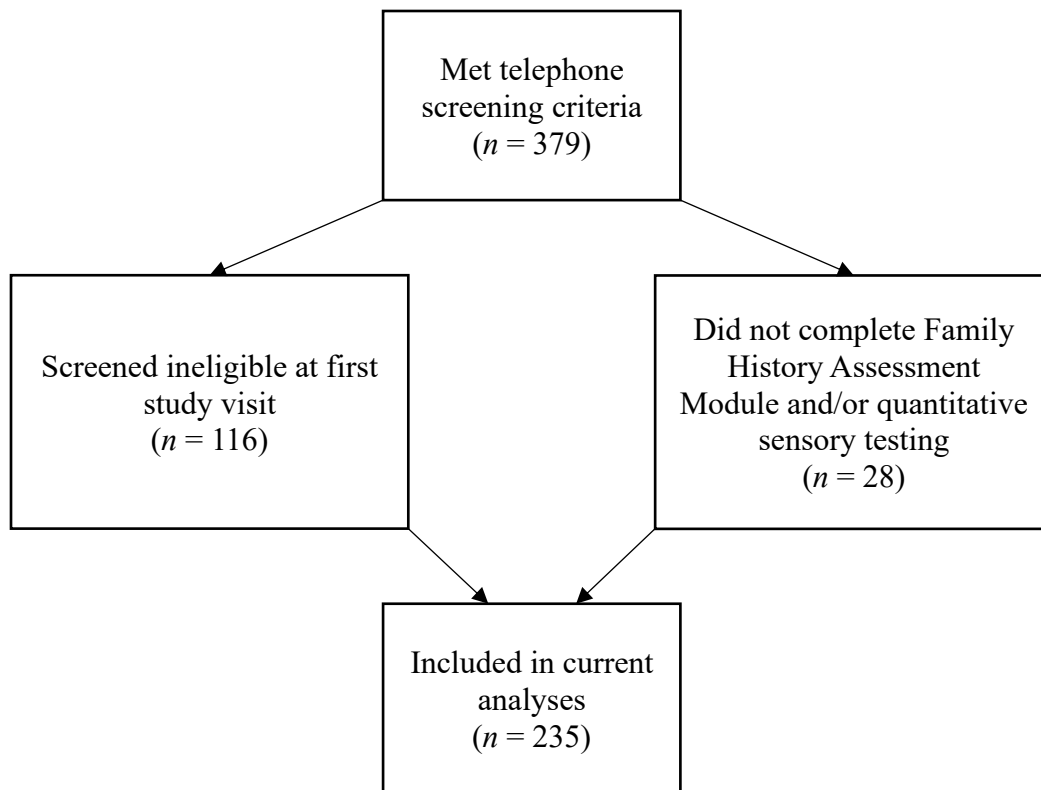 Met telephone
screening criteria
(n = 379)
Screened ineligible at first
study visit
(n = 116)
Did not complete Family
History Assessment
Module and/or quantitative
sensory testing
(n = 28)
Included in current
analyses
(n = 235)